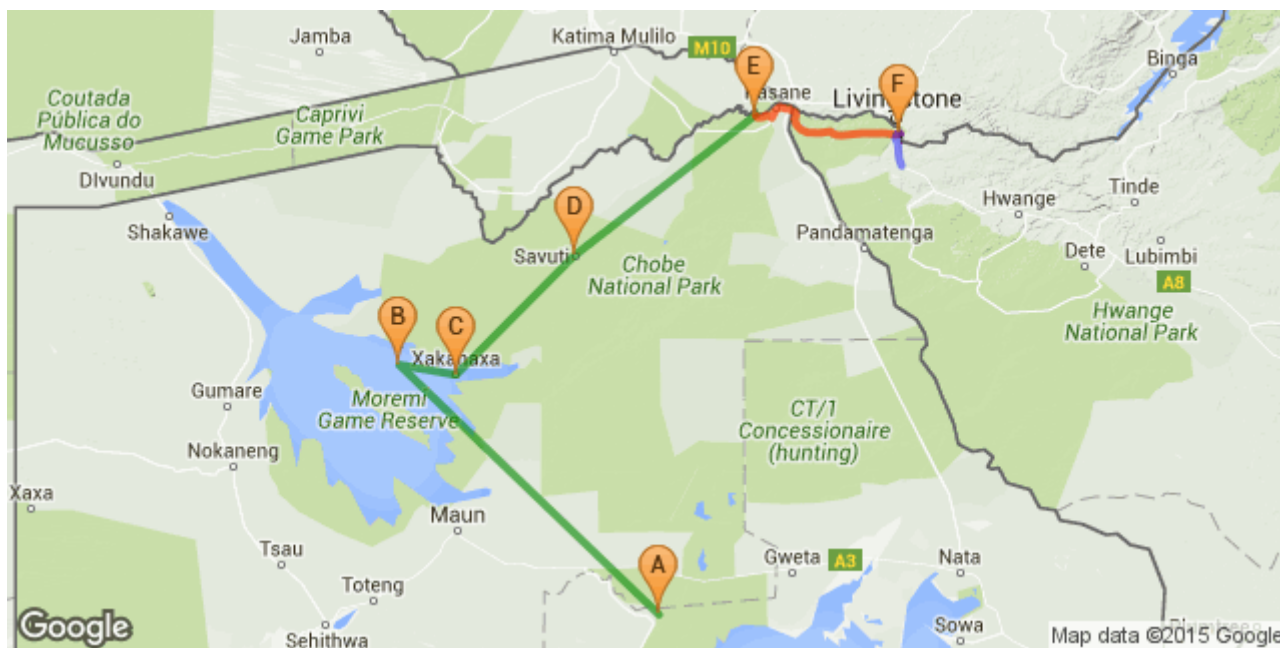 Jamba
Katima Mulilo
M10
Binga
E
F
Livingstone
Coutada
Pública do
Mucusso
Caprivi
Game Park
Divundu
Shakawe
Hwange
Tinde
D
Savuti
Pandamatenga
Dete
Lubimbi
Chobe
National Park
A8
Hwange
National Park
B
C
Gumare
Moremi
Game Reserve
CT/1
Concessionaire
(hunting)
Nokaneng
Xaxa
Maun
A
Tsau
Gweta
A3
Nata
Toteng
Google
Sehithwa
Sowa
Map data ©2015 Google